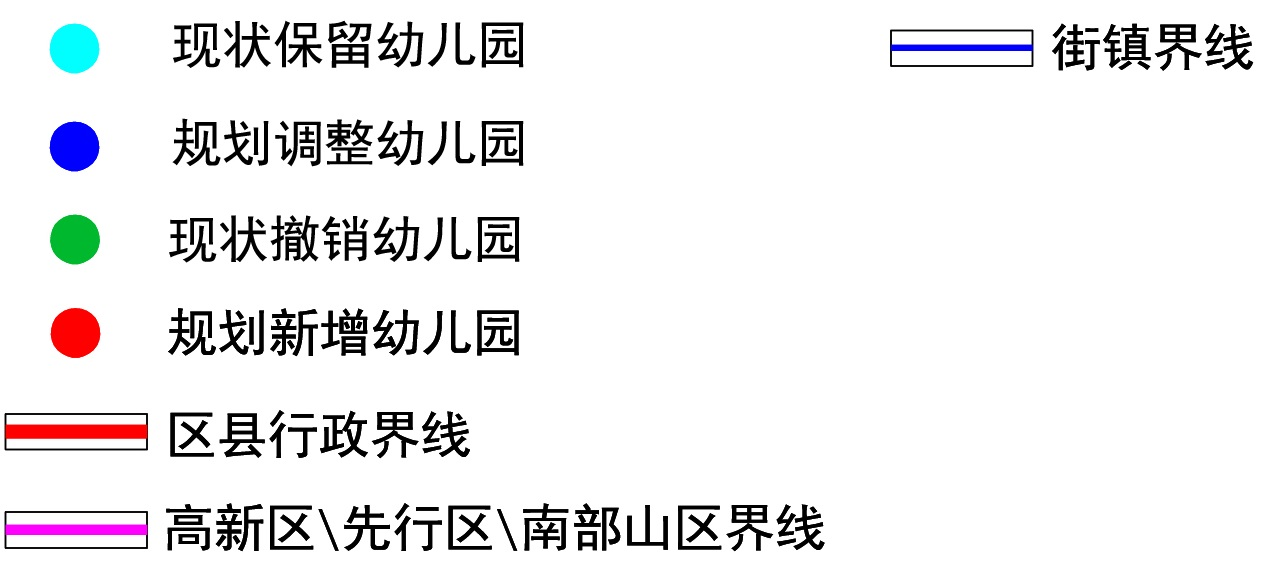 现状保留幼儿园
街镇界线
规划调整幼儿园
现状撤销幼儿园
规划新增幼儿园
区县行政界线
高新区\先行区\南部山区界线